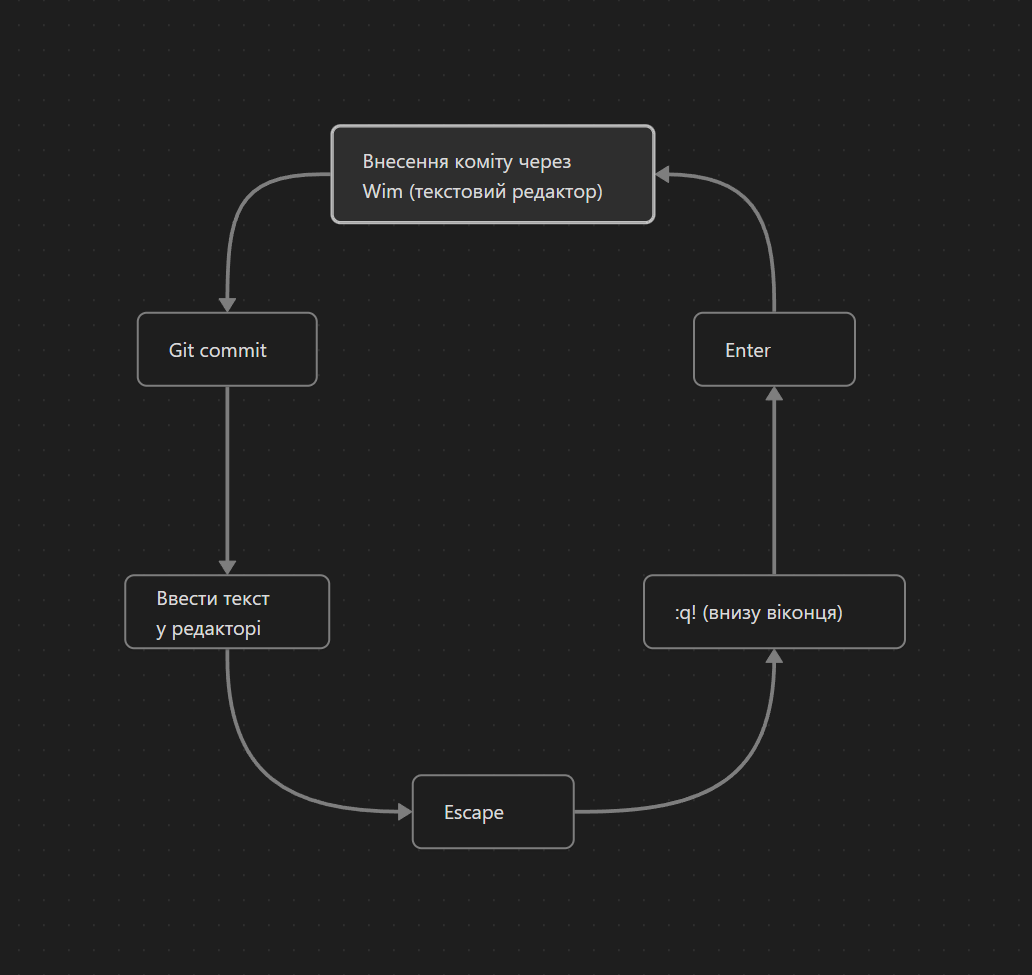 Внесення коміту через
Wim (текстовий редактор)
Git commit
Ввести текст
у редакторі
Escape
:q! (внизу віконця)
Enter